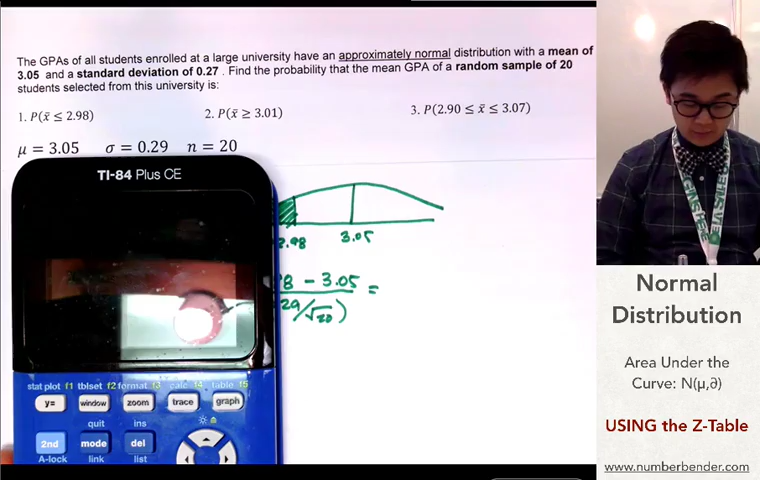 The GPAs of all students enrolled at a large university have an approximately normal distribution with a mean of
3.05 and a standard deviation of 0.27 . Find the probability that the mean GPA of a random sample of 20
students selected from this university is:
1. P(x̄ ≤ 2.98)
2. P(x̄ ≥ 3.01)
3. P(2.90 ≤ x̄ ≤ 3.07)
μ = 3.05 σ = 0.29 n = 20
TI-84 Plus CE
2.98 3.05
8 - 3.05 =
29/√20)
stat plot f1 tblset f2 format f3 calc f4 table f5
y= window zoom trace graph
quit ins
2nd mode del
A-lock link list
Normal
Distribution
Area Under the
Curve: N(μ,∂)
USING the Z-Table
www.numberbender.com